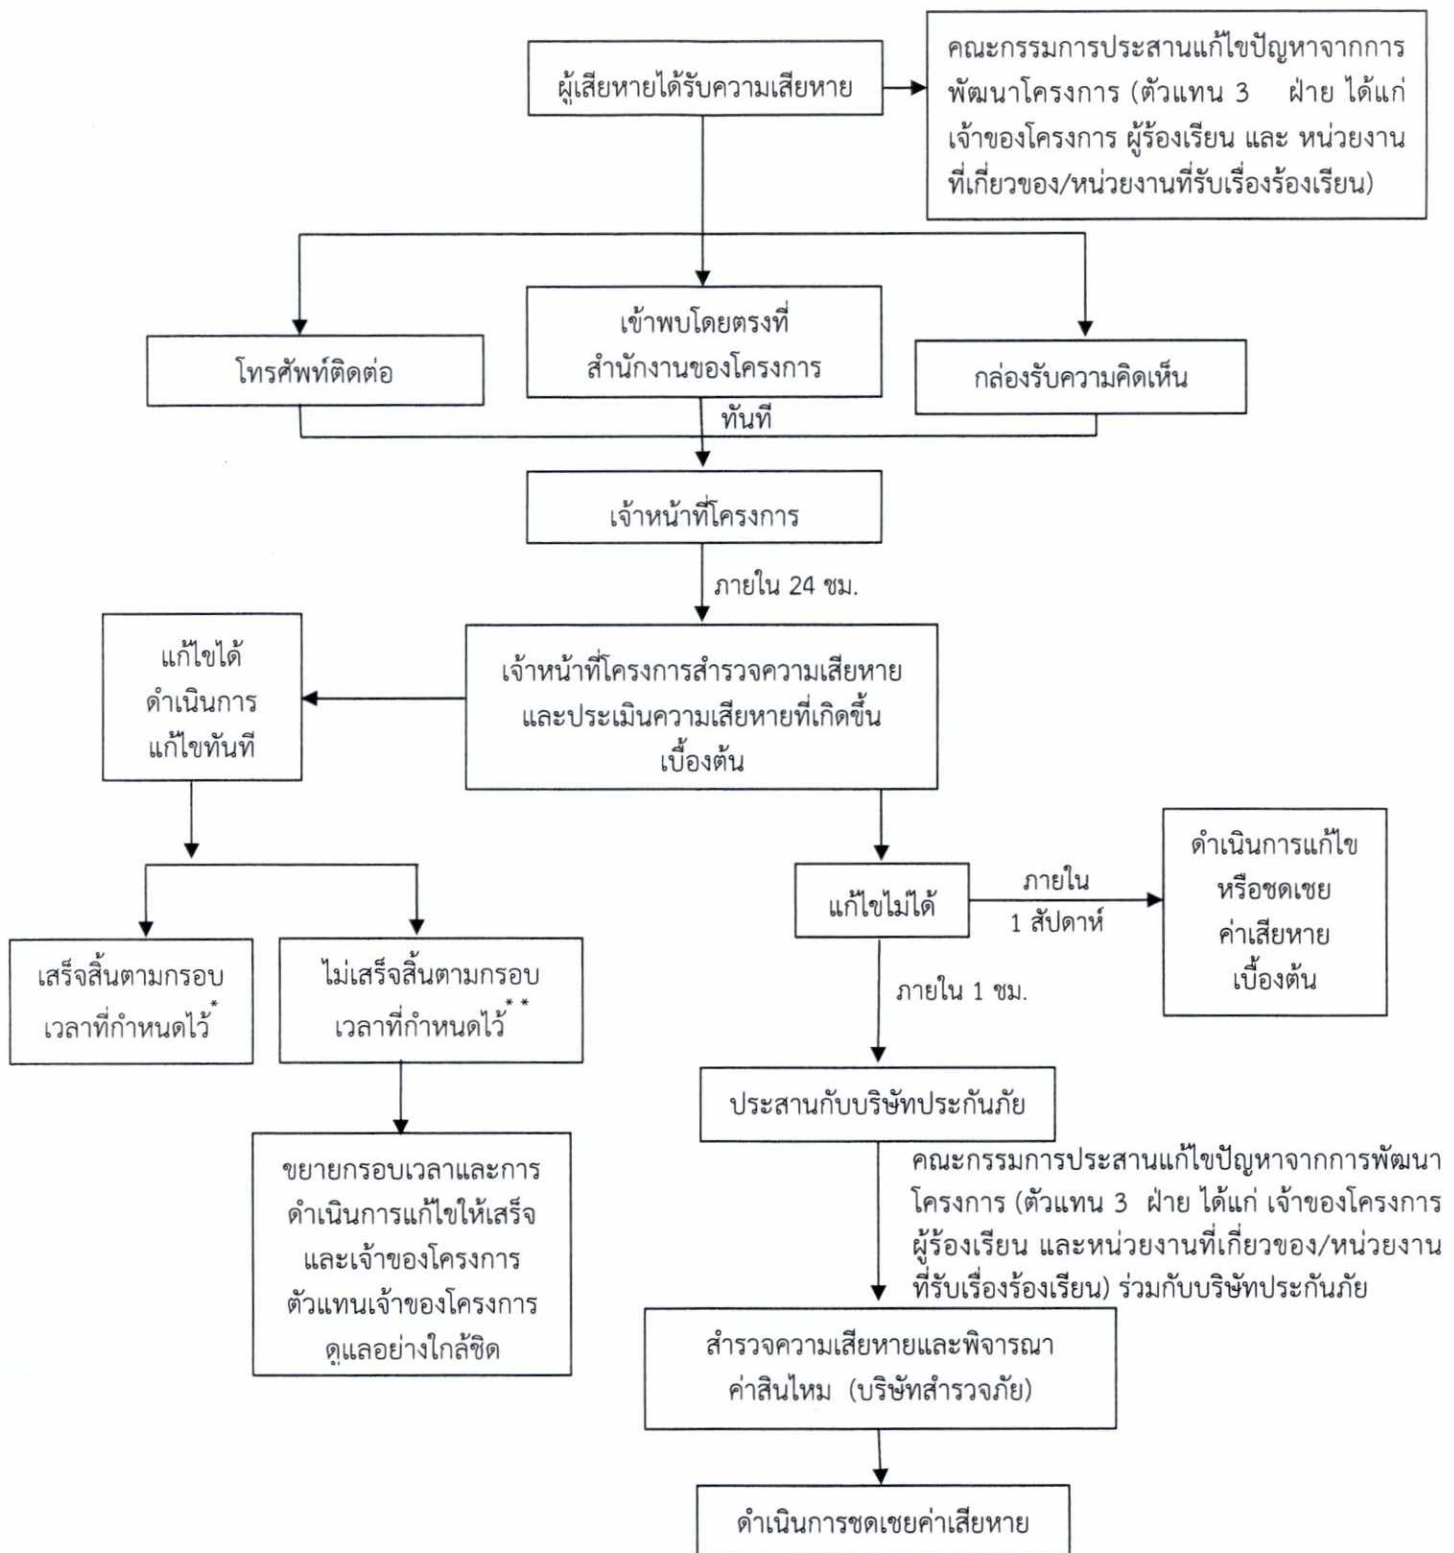 ผู้เสียหายได้รับความเสียหาย
คณะกรรมการประสานแก้ไขปัญหาจากการ
พัฒนาโครงการ (ตัวแทน 3 ฝ่าย ได้แก่
เจ้าของโครงการ ผู้ร้องเรียน และ หน่วยงาน
ที่เกี่ยวของ/หน่วยงานที่รับเรื่องร้องเรียน)
โทรศัพท์ติดต่อ
เข้าพบโดยตรงที่
สำนักงานของโครงการ
กล่องรับความคิดเห็น
ทันที
เจ้าหน้าที่โครงการ
ภายใน 24 ชม.
แก้ไขได้
ดำเนินการ
แก้ไขทันที
เจ้าหน้าที่โครงการสำรวจความเสียหาย
และประเมินความเสียหายที่เกิดขึ้น
เบื้องต้น
แก้ไขไม่ได้
ภายใน
1 สัปดาห์
ดำเนินการแก้ไข
หรือชดเชย
ค่าเสียหาย
เบื้องต้น
เสร็จสิ้นตามกรอบ
เวลาที่กำหนดไว้*
ไม่เสร็จสิ้นตามกรอบ
เวลาที่กำหนดไว้**
ภายใน 1 ชม.
ประสานกับบริษัทประกันภัย
ขยายกรอบเวลาและการ
ดำเนินการแก้ไขให้เสร็จ
และเจ้าของโครงการ
ตัวแทนเจ้าของโครงการ
ดูแลอย่างใกล้ชิด
คณะกรรมการประสานแก้ไขปัญหาจากการพัฒนา
โครงการ (ตัวแทน 3 ฝ่าย ได้แก่ เจ้าของโครงการ
ผู้ร้องเรียน และหน่วยงานที่เกี่ยวของ/หน่วยงาน
ที่รับเรื่องร้องเรียน) ร่วมกับบริษัทประกันภัย
สำรวจความเสียหายและพิจารณา
ค่าสินไหม (บริษัทสำรวจภัย)
ดำเนินการชดเชยค่าเสียหาย